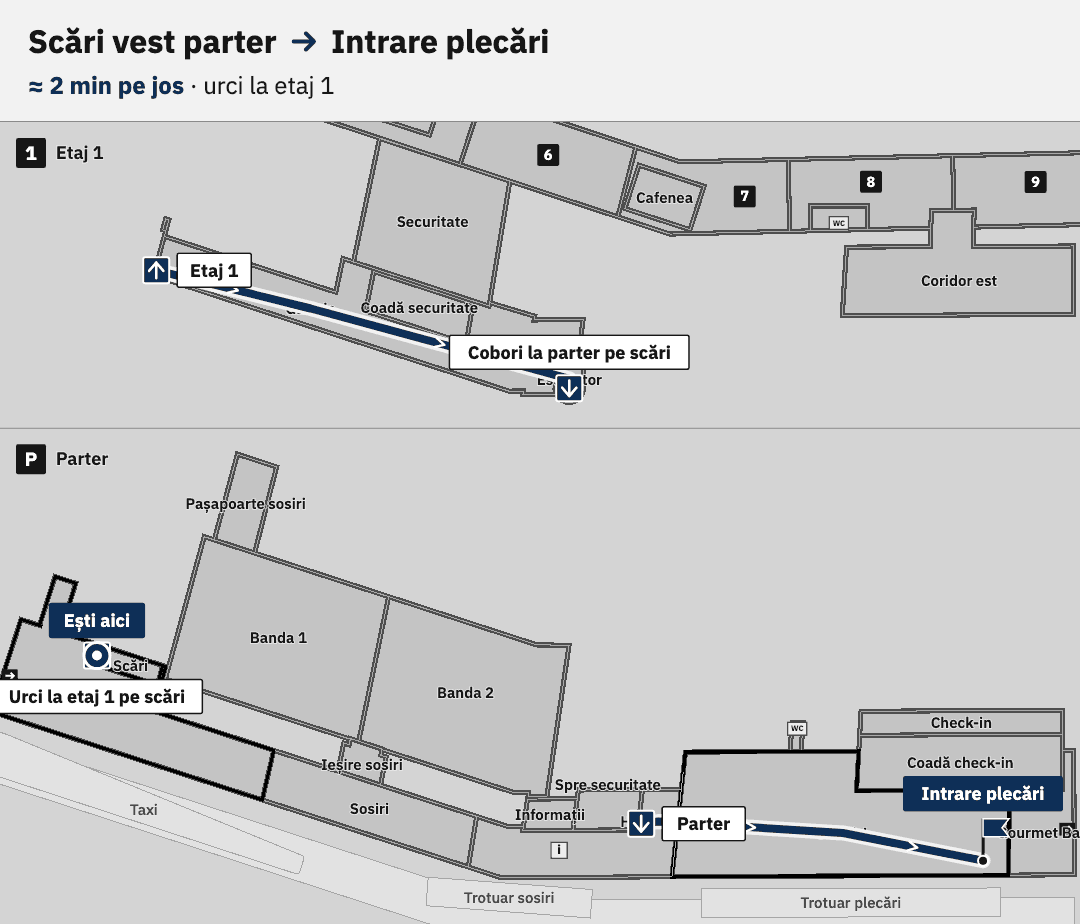 Scări vest parter → Intrare plecări
≈ 2 min pe jos · urci la etaj 1
1 Etaj 1
6
Cafenea
7
8
9
WC
Securitate
Coridor est
Etaj 1
Coadă securitate
Cobori la parter pe scări
P Parter
Pașapoarte sosiri
Ești aici
Scări
Banda 1
Banda 2
Urci la etaj 1 pe scări
WC
Check-in
Coadă check-in
Ieșire sosiri
Spre securitate
Intrare plecări
Taxi
Sosiri
Informații
Parter
i
Trotuar sosiri
Trotuar plecări